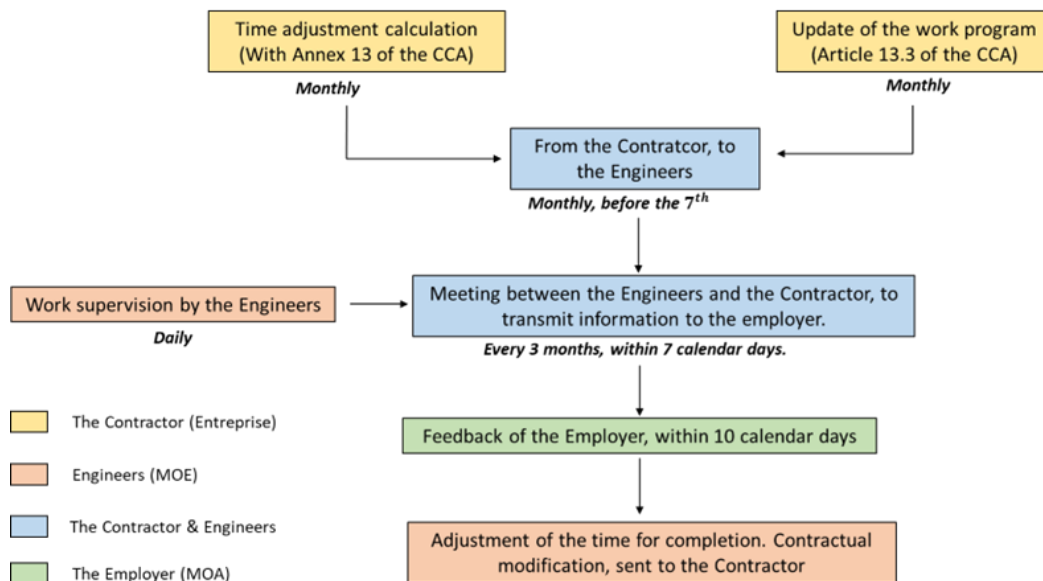 Time adjustment calculation
(With Annex 13 of the CCA)
Monthly
Update of the work program
(Article 13.3 of the CCA)
Monthly
From the Contratcor, to
the Engineers
Monthly, before the 7th
Work supervision by the Engineers
Daily
Meeting between the Engineers and the Contractor, to
transmit information to the employer.
Every 3 months, within 7 calendar days.
Feedback of the Employer, within 10 calendar days
Adjustment of the time for completion. Contractual
modification, sent to the Contractor
The Contractor (Entreprise)
Engineers (MOE)
The Contractor & Engineers
The Employer (MOA)